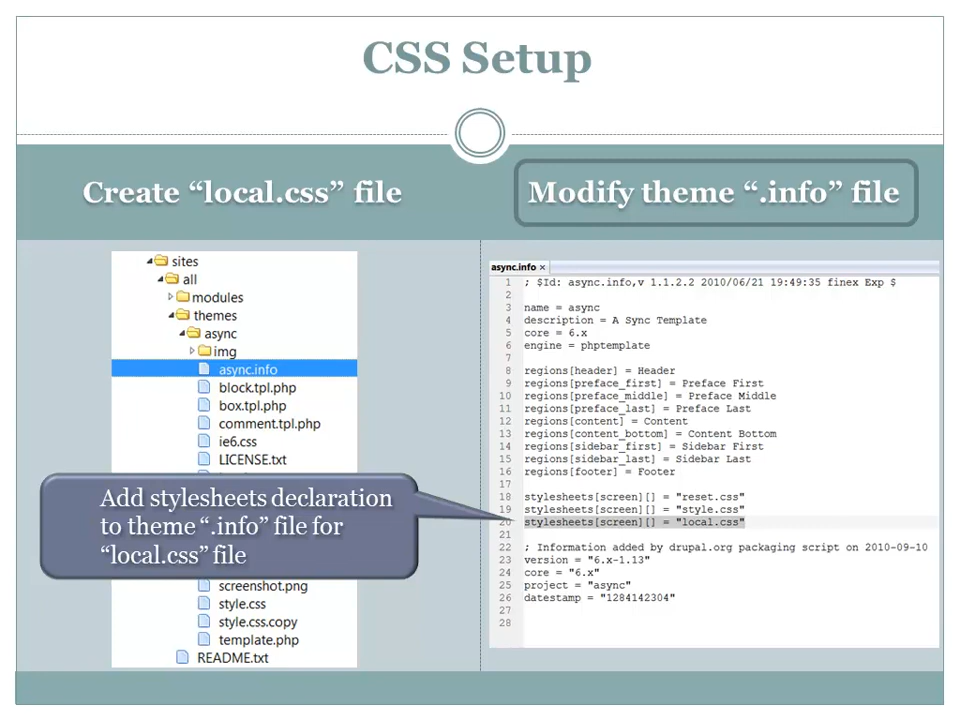 CSS Setup
Create “local.css” file
Modify theme “.info” file
sites
all
modules
themes
async
img
async.info
block.tpl.php
box.tpl.php
comment.tpl.php
ie6.css
LICENSE.txt
Add stylesheets declaration
to theme “.info” file for
“local.css” file
screenshot.png
style.css
style.css.copy
template.php
README.txt
async.info ×
1 ; $Id: async.info,v 1.1.2.2 2010/06/21 19:49:35 finex Exp $
2
3 name = async
4 description = A Sync Template
5 core = 6.x
6 engine = phptemplate
7
8 regions[header] = Header
9 regions[preface_first] = Preface First
10 regions[preface_middle] = Preface Middle
11 regions[preface_last] = Preface Last
12 regions[content] = Content
13 regions[content_bottom] = Content Bottom
14 regions[sidebar_first] = Sidebar First
15 regions[sidebar_last] = Sidebar Last
16 regions[footer] = Footer
17
18 stylesheets[screen][] = "reset.css"
19 stylesheets[screen][] = "style.css"
20 stylesheets[screen][] = "local.css"
21
22 ; Information added by drupal.org packaging script on 2010-09-10
23 version = "6.x-1.13"
24 core = "6.x"
25 project = "async"
26 datestamp = "1284142304"
27
28